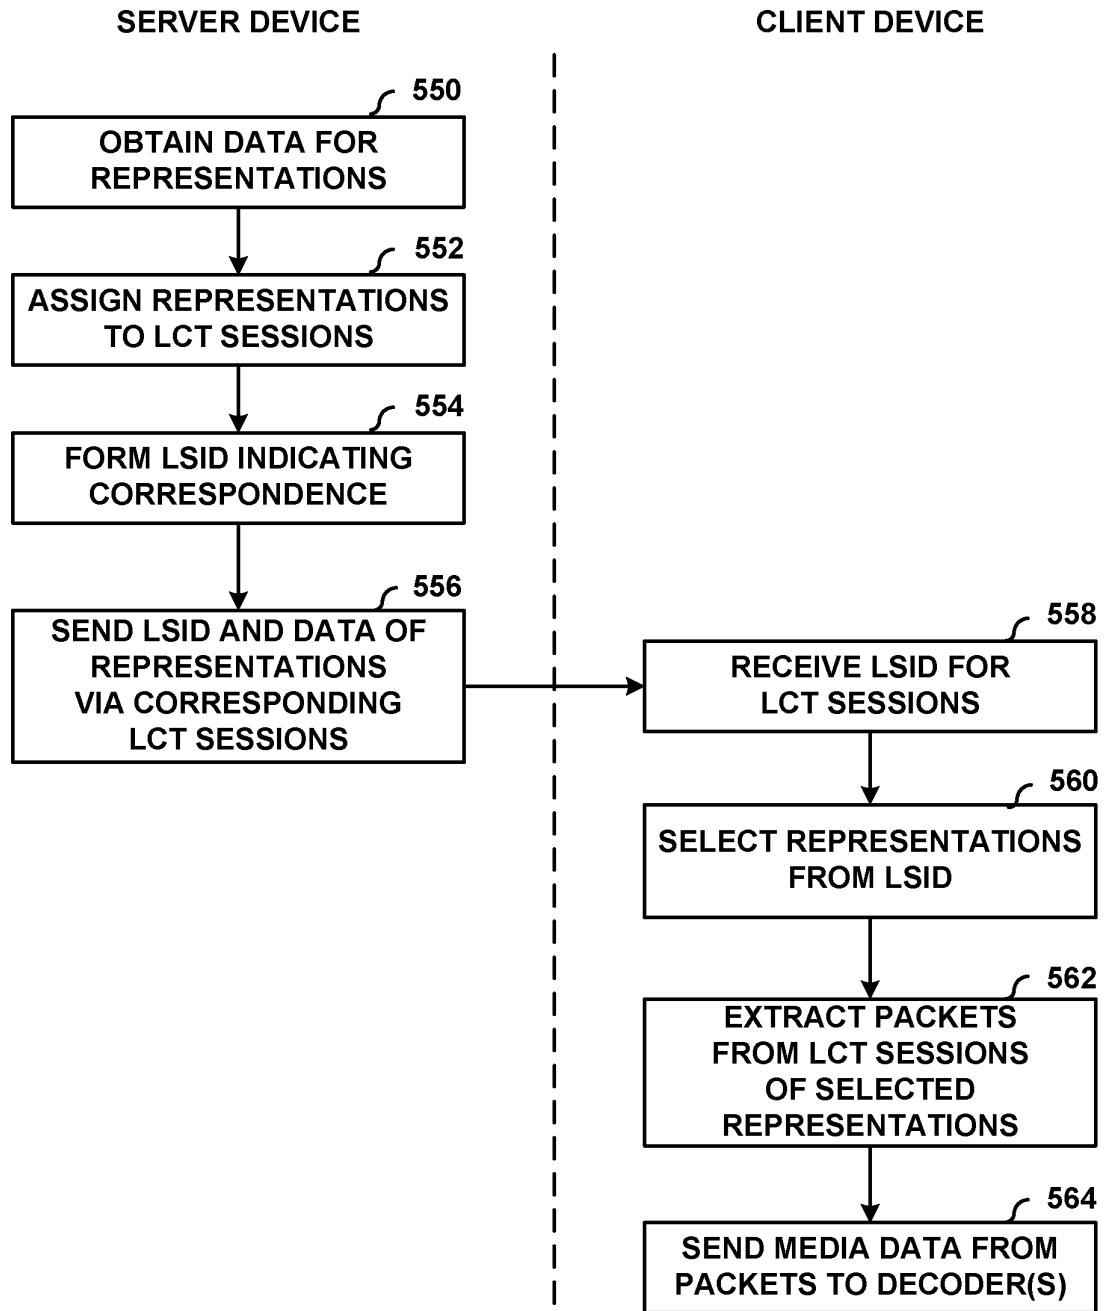 SERVER DEVICE
CLIENT DEVICE
550
OBTAIN DATA FOR
REPRESENTATIONS
552
ASSIGN REPRESENTATIONS
TO LCT SESSIONS
554
FORM LSID INDICATING
CORRESPONDENCE
556
SEND LSID AND DATA OF
REPRESENTATIONS
VIA CORRESPONDING
LCT SESSIONS
558
RECEIVE LSID FOR
LCT SESSIONS
560
SELECT REPRESENTATIONS
FROM LSID
562
EXTRACT PACKETS
FROM LCT SESSIONS
OF SELECTED
REPRESENTATIONS
564
SEND MEDIA DATA FROM
PACKETS TO DECODER(S)